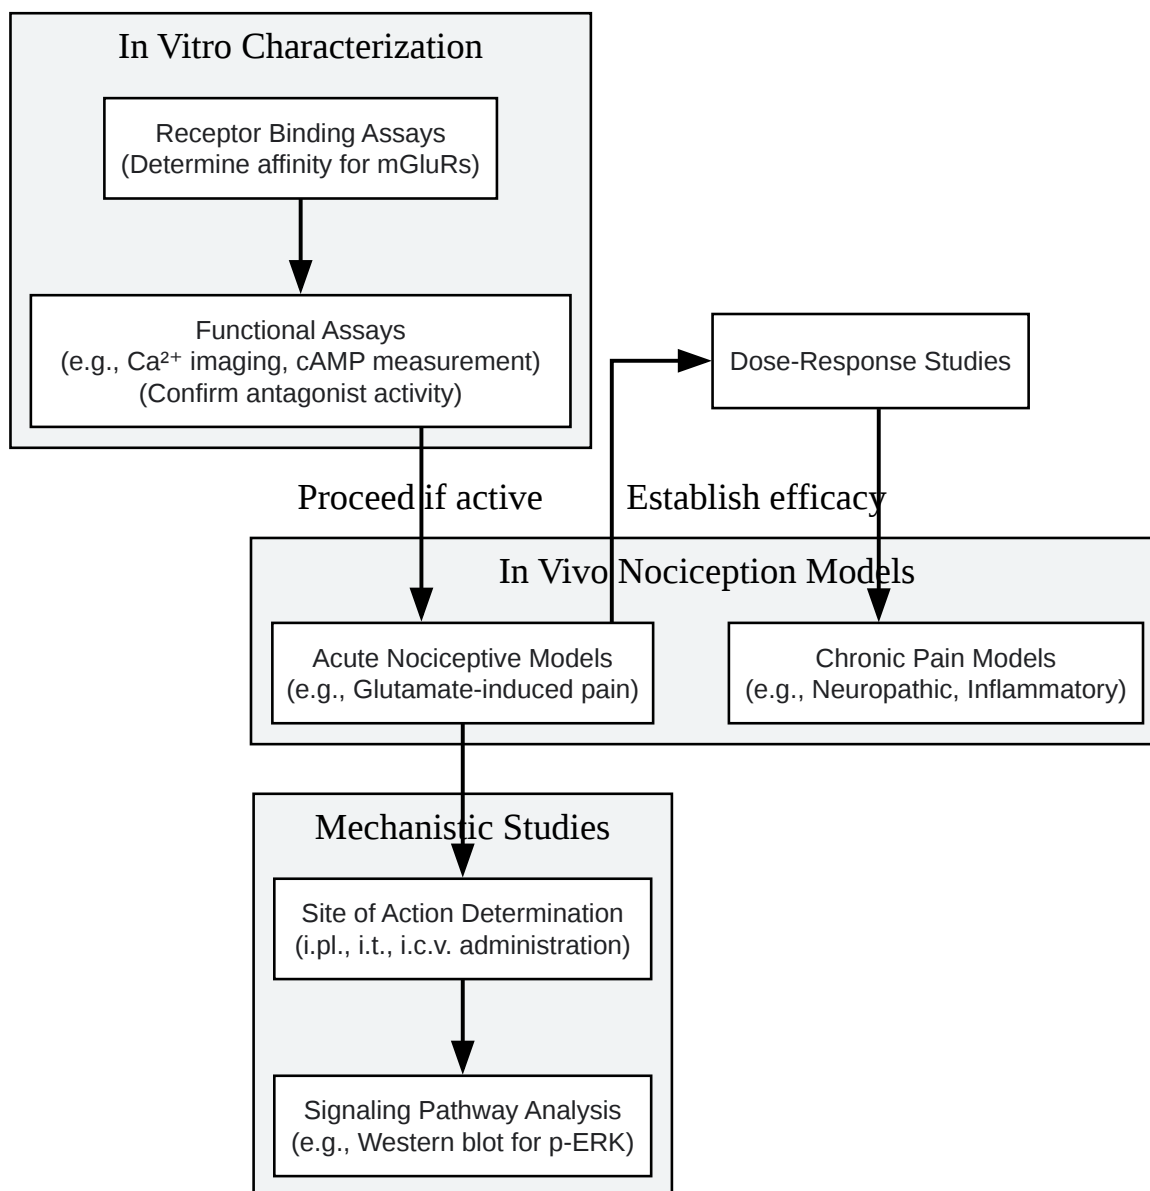 In Vitro Characterization
Receptor Binding Assays
(Determine affinity for mGluRs)
Functional Assays
(e.g., Ca²⁺ imaging, cAMP measurement)
(Confirm antagonist activity)
Dose-Response Studies
Proceed if active
Establish efficacy
In Vivo Nociception Models
Acute Nociceptive Models
(e.g., Glutamate-induced pain)
Chronic Pain Models
(e.g., Neuropathic, Inflammatory)
Mechanistic Studies
Site of Action Determination
(i.pl., i.t., i.c.v. administration)
Signaling Pathway Analysis
(e.g., Western blot for p-ERK)